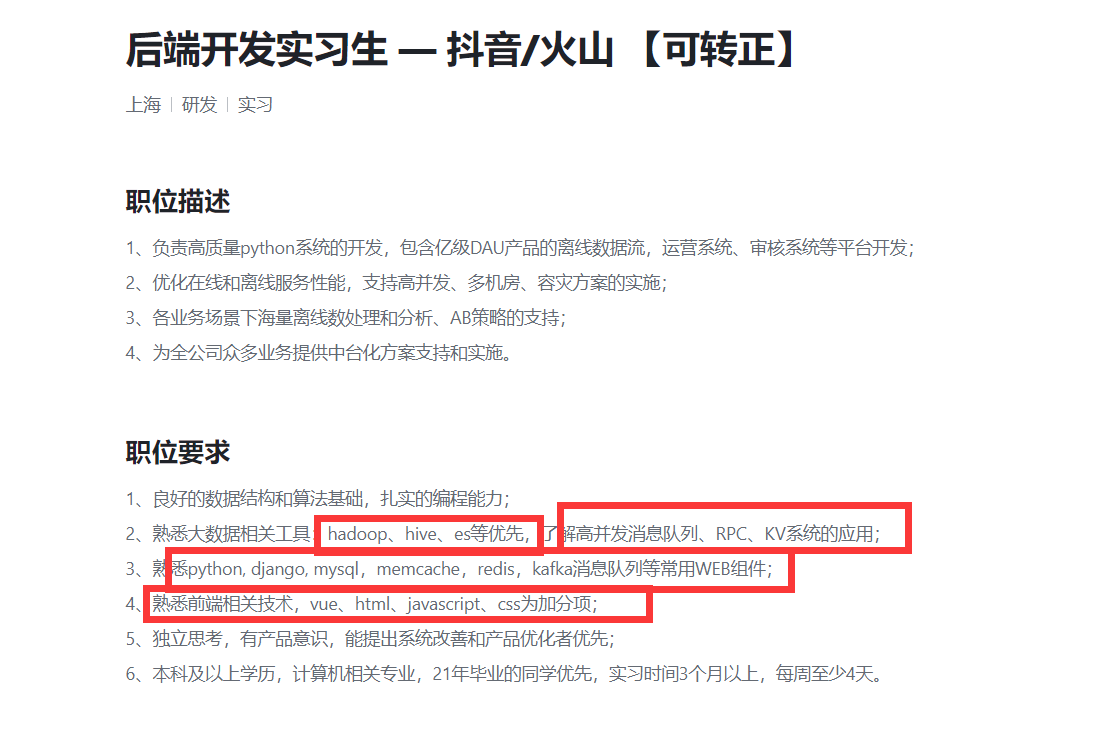 后端开发实习生 — 抖音/火山 【可转正】
上海 | 研发 | 实习
职位描述
1、负责高质量python系统的开发，包含亿级DAU产品的离线数据流，运营系统、审核系统等平台开发；
2、优化在线和离线服务性能，支持高并发、多机房、容灾方案的实施；
3、各业务场景下海量离线数处理和分析、AB策略的支持；
4、为全公司众多业务提供中台化方案支持和实施。
职位要求
1、良好的数据结构和算法基础，扎实的编程能力；
2、熟悉大数据相关工具：hadoop、hive、es等优先，了解高并发消息队列、RPC、KV系统的应用；
3、熟悉python, django, mysql，memcache，redis，kafka消息队列等常用WEB组件；
4、熟悉前端相关技术，vue、html、javascript、css为加分项；
5、独立思考，有产品意识，能提出系统改善和产品优化者优先；
6、本科及以上学历，计算机相关专业，21年毕业的同学优先，实习时间3个月以上，每周至少4天。